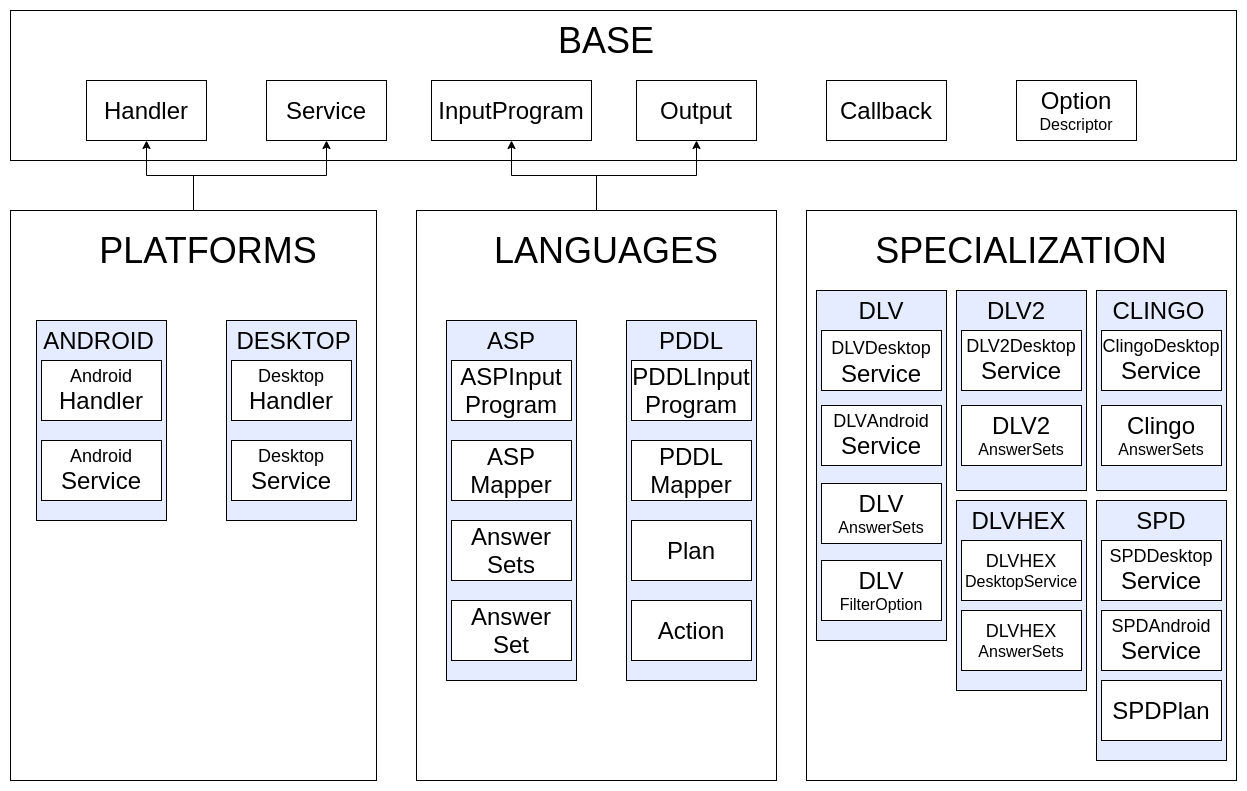 BASE
Handler
Service
InputProgram
Output
Callback
Option
Descriptor
PLATFORMS
ANDROID
Android
Handler
Android
Service
DESKTOP
Desktop
Handler
Desktop
Service
LANGUAGES
ASP
ASPInput
Program
ASP
Mapper
Answer
Sets
Answer
Set
PDDL
PDDLInput
Program
PDDL
Mapper
Plan
Action
SPECIALIZATION
DLV
DLVDesktop
Service
DLVAndroid
Service
DLV
AnswerSets
DLV
FilterOption
DLV2
DLV2Desktop
Service
DLV2
AnswerSets
CLINGO
ClingoDesktop
Service
Clingo
AnswerSets
DLVHEX
DLVHEX
DesktopService
DLVHEX
AnswerSets
SPD
SPDDesktop
Service
SPDAndroid
Service
SPDPlan